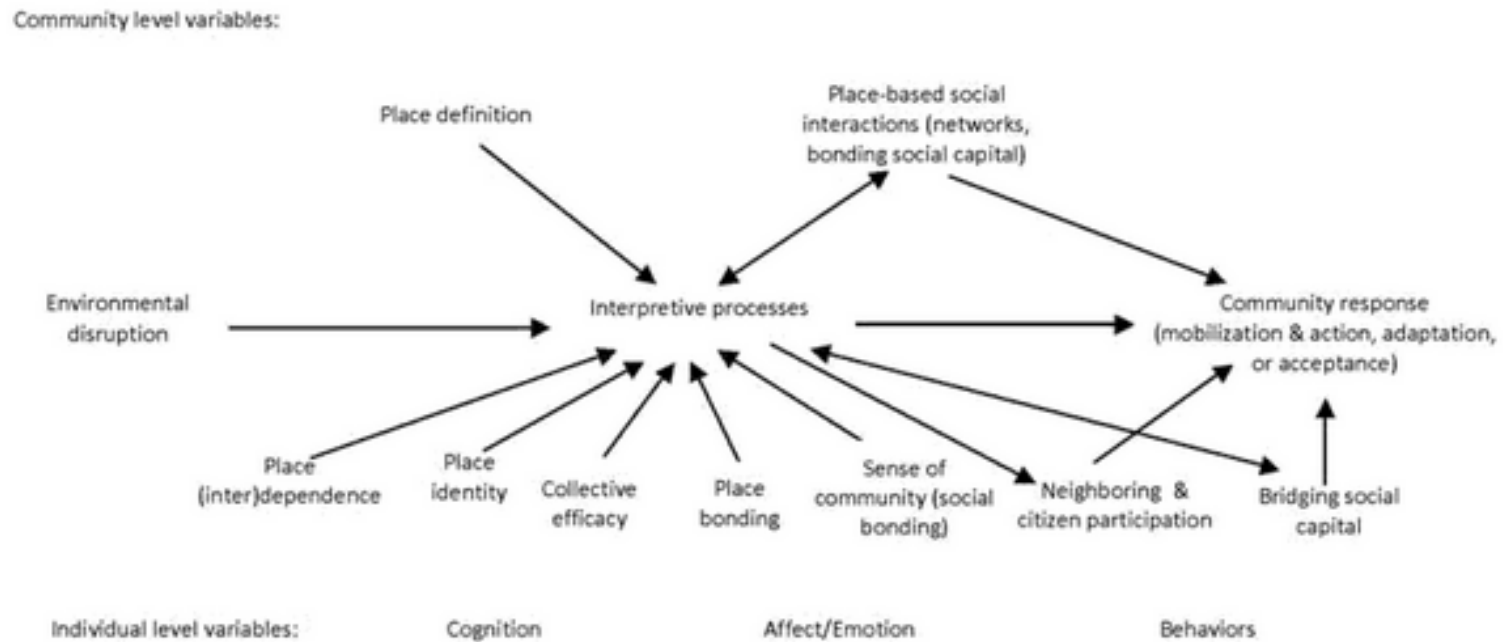 Community level variables:
Place definition
Place-based social
interactions (networks,
bonding social capital)
Environmental
disruption
Interpretive processes
Community response
(mobilization & action, adaptation,
or acceptance)
Place
(inter)dependence
Place
identity
Collective
efficacy
Place
bonding
Sense of
community (social
bonding)
Neighboring &
citizen participation
Bridging social
capital
Individual level variables:
Cognition
Affect/Emotion
Behaviors